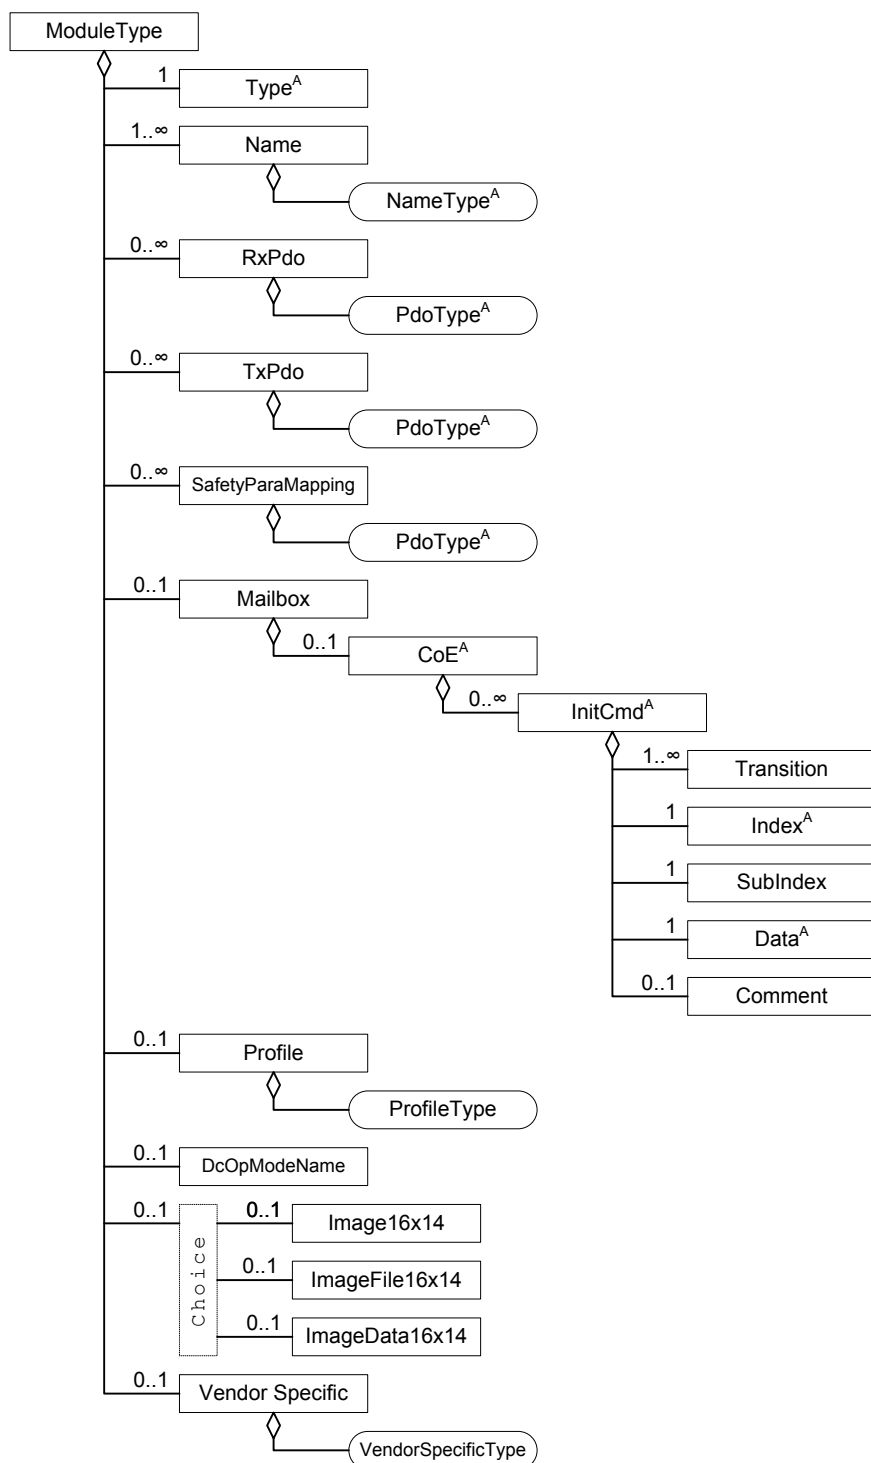 ModuleType
1 Type^A
1..∞ Name
NameType^A
0..∞ RxPdo
PdoType^A
0..∞ TxPdo
PdoType^A
0..∞ SafetyParaMapping
PdoType^A
0..1 Mailbox
0..1 CoE^A
0..∞ InitCmd^A
1..∞ Transition
1 Index^A
1 SubIndex
1 Data^A
0..1 Comment
0..1 Profile
ProfileType
0..1 DcOpModeName
0..1 Choice 0..1 Image16x14
0..1 ImageFile16x14
0..1 ImageData16x14
0..1 Vendor Specific
VendorSpecificType